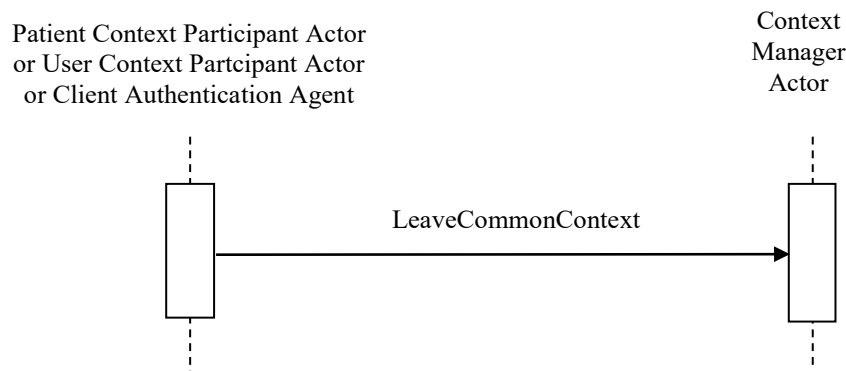 Patient Context Participant Actor
or User Context Partcipant Actor
or Client Authentication Agent
Context
Manager
Actor
LeaveCommonContext